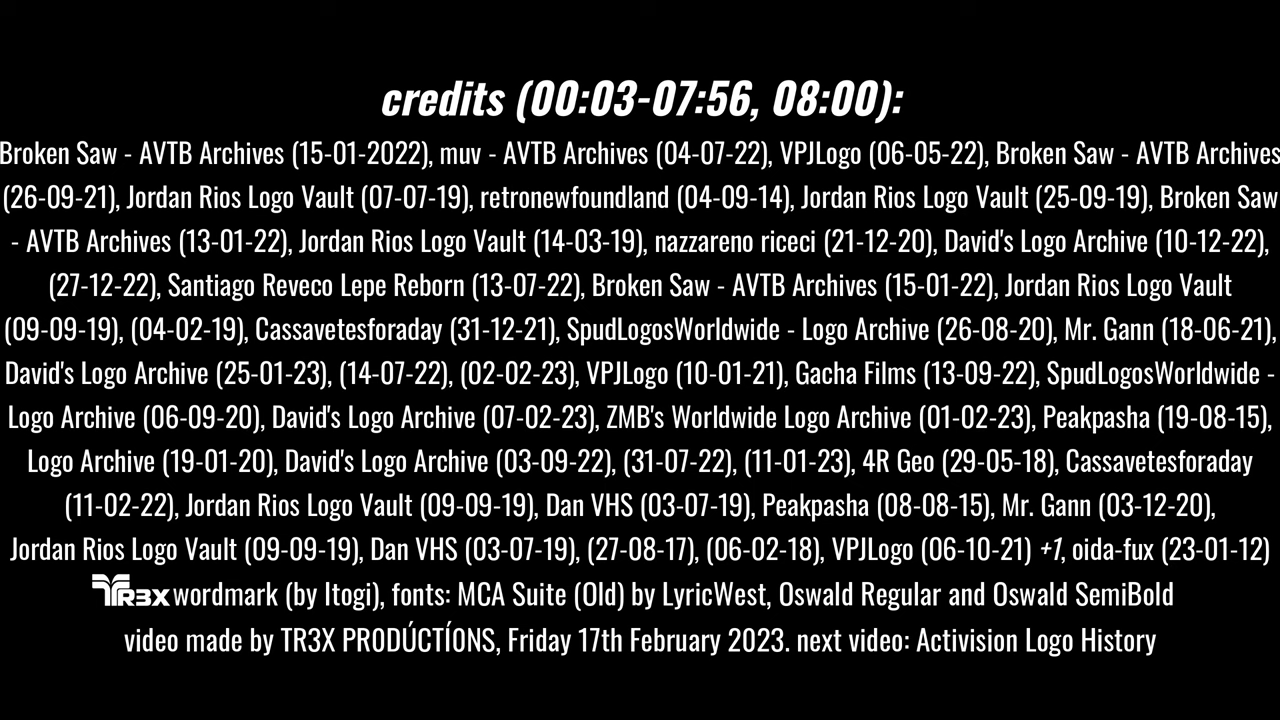 credits (00:03-07:56, 08:00):
Broken Saw - AVTB Archives (15-01-2022), muv - AVTB Archives (04-07-22), VPJLogo (06-05-22), Broken Saw - AVTB Archives
(26-09-21), Jordan Rios Logo Vault (07-07-19), retronewfoundland (04-09-14), Jordan Rios Logo Vault (25-09-19), Broken Saw
- AVTB Archives (13-01-22), Jordan Rios Logo Vault (14-03-19), nazzareno riceci (21-12-20), David's Logo Archive (10-12-22),
(27-12-22), Santiago Reveco Lepe Reborn (13-07-22), Broken Saw - AVTB Archives (15-01-22), Jordan Rios Logo Vault
(09-09-19), (04-02-19), Cassavetesforaday (31-12-21), SpudLogosWorldwide - Logo Archive (26-08-20), Mr. Gann (18-06-21),
David's Logo Archive (25-01-23), (14-07-22), (02-02-23), VPJLogo (10-01-21), Gacha Films (13-09-22), SpudLogosWorldwide -
Logo Archive (06-09-20), David's Logo Archive (07-02-23), ZMB's Worldwide Logo Archive (01-02-23), Peakpasha (19-08-15),
Logo Archive (19-01-20), David's Logo Archive (03-09-22), (31-07-22), (11-01-23), 4R Geo (29-05-18), Cassavetesforaday
(11-02-22), Jordan Rios Logo Vault (09-09-19), Dan VHS (03-07-19), Peakpasha (08-08-15), Mr. Gann (03-12-20),
Jordan Rios Logo Vault (09-09-19), Dan VHS (03-07-19), (27-08-17), (06-02-18), VPJLogo (06-10-21) +1, oida-fux (23-01-12)
TR3X wordmark (by Itogi), fonts: MCA Suite (Old) by LyricWest, Oswald Regular and Oswald SemiBold
video made by TR3X PRODÚCTÍONS, Friday 17th February 2023. next video: Activision Logo History